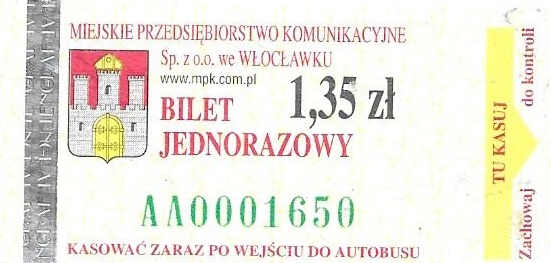 MIEJSKIE PRZEDSIĘBIORSTWO KOMUNIKACYJNE
Sp. z o.o. we WŁOCŁAWKU
www.mpk.com.pl
BILET 1,35 zł
JEDNORAZOWY
AA0001650
KASOWAĆ ZARAZ PO WEJŚCIU DO AUTOBUSU
TU KASUJ
Zachowaj do kontroli